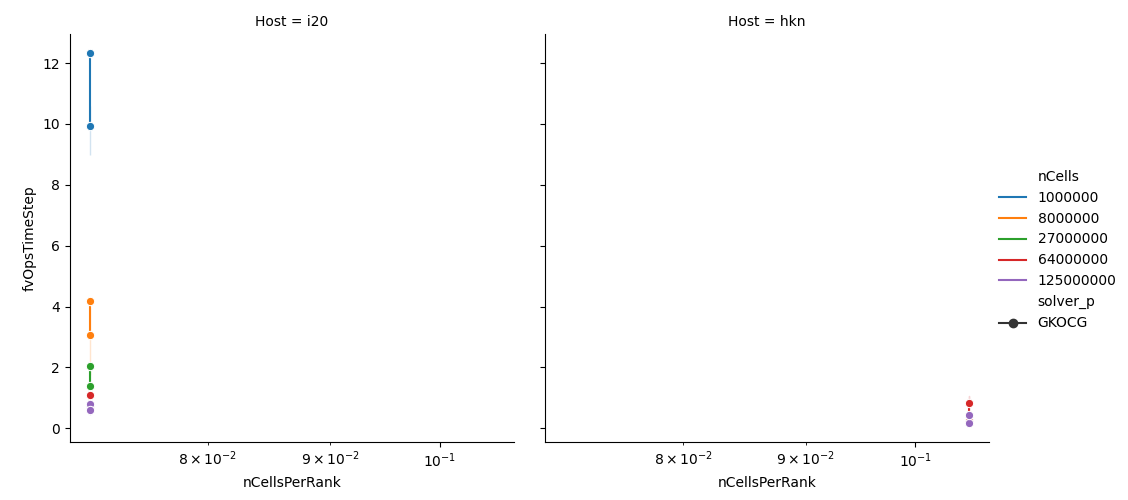 Host = i20
Host = hkn
12
10
8
6
4
2
0
fvOpsTimeStep
8 × 10⁻²
9 × 10⁻²
10⁻¹
8 × 10⁻²
9 × 10⁻²
10⁻¹
nCellsPerRank
nCellsPerRank
nCells
1000000
8000000
27000000
64000000
125000000
solver_p
GKOCG